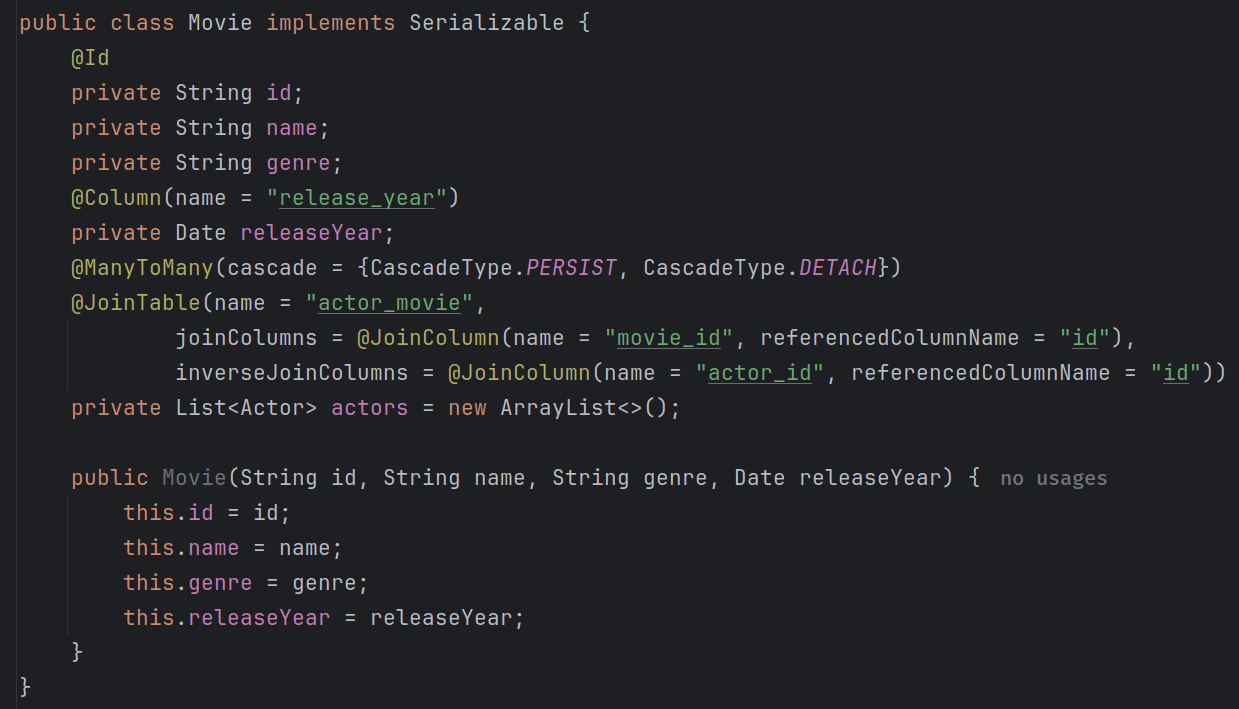 public class Movie implements Serializable {
    @Id
    private String id;
    private String name;
    private String genre;
    @Column(name = "release_year")
    private Date releaseYear;
    @ManyToMany(cascade = {CascadeType.PERSIST, CascadeType.DETACH})
    @JoinTable(name = "actor_movie",
            joinColumns = @JoinColumn(name = "movie_id", referencedColumnName = "id"),
            inverseJoinColumns = @JoinColumn(name = "actor_id", referencedColumnName = "id"))
    private List<Actor> actors = new ArrayList<>();

    public Movie(String id, String name, String genre, Date releaseYear) { no usages
        this.id = id;
        this.name = name;
        this.genre = genre;
        this.releaseYear = releaseYear;
    }
}